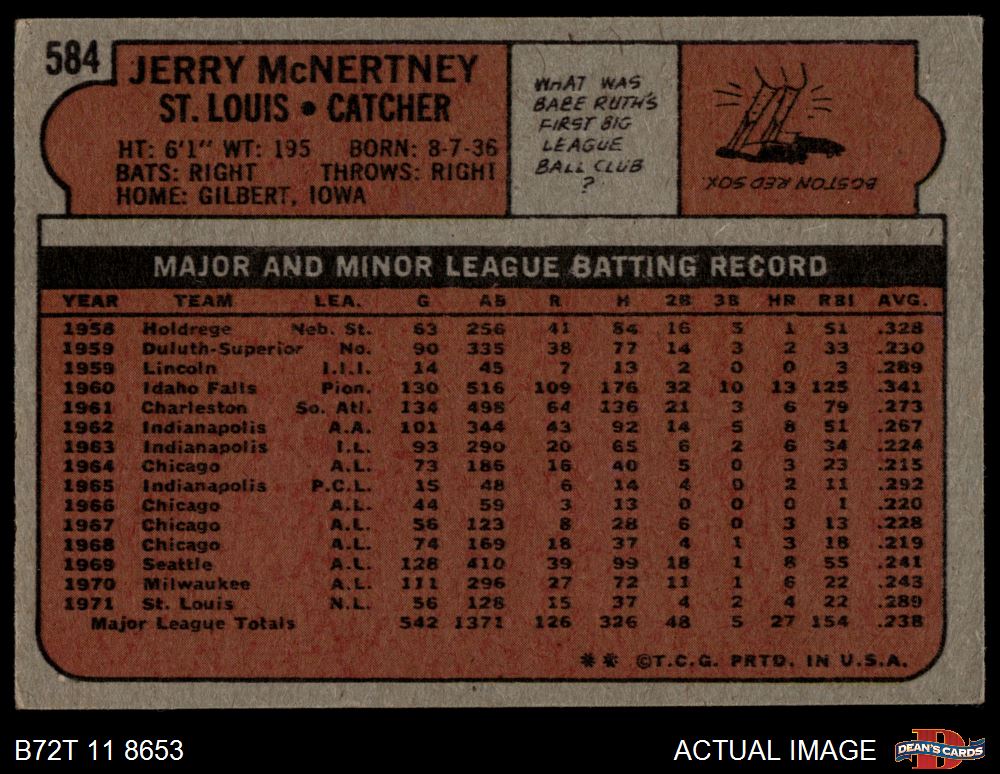 584
JERRY McNERTNEY
ST. LOUIS • CATCHER
HT: 6'1" WT: 195 BORN: 8-7-36
BATS: RIGHT THROWS: RIGHT
HOME: GILBERT, IOWA
WHAT WAS
BABE RUTH'S
FIRST BIG
LEAGUE
BALL CLUB
?
BOSTON RED SOX.
MAJOR AND MINOR LEAGUE BATTING RECORD
YEAR TEAM LEA. G AB R H 2B 3B HR RBI AVG.
1958 Holdrege Neb. St. 63 256 41 84 16 5 1 51 .328
1959 Duluth-Superior No. 90 335 38 77 14 3 2 33 .230
1959 Lincoln I.I.I. 14 45 7 13 2 0 0 3 .289
1960 Idaho Falls Pion. 130 516 109 176 32 10 13 125 .341
1961 Charleston So. Atl. 134 498 64 136 21 3 6 79 .273
1962 Indianapolis A.A. 101 344 43 92 14 5 8 51 .267
1963 Indianapolis I.L. 93 290 20 65 6 2 6 34 .224
1964 Chicago A.L. 73 186 16 40 5 0 3 23 .215
1965 Indianapolis P.C.L. 15 48 6 14 4 0 2 11 .292
1966 Chicago A.L. 44 59 3 13 0 0 0 1 .220
1967 Chicago A.L. 56 123 8 28 6 0 3 13 .228
1968 Chicago A.L. 74 169 18 37 4 1 3 18 .219
1969 Seattle A.L. 128 410 39 99 18 1 8 55 .241
1970 Milwaukee A.L. 111 296 27 72 11 1 6 22 .243
1971 St. Louis N.L. 56 128 15 37 4 2 4 22 .289
Major League Totals 542 1371 126 326 48 5 27 154 .238
** ©T.C.G. PRTD. IN U.S.A.
B72T 11 8653
ACTUAL IMAGE
D
DEAN'S CARDS